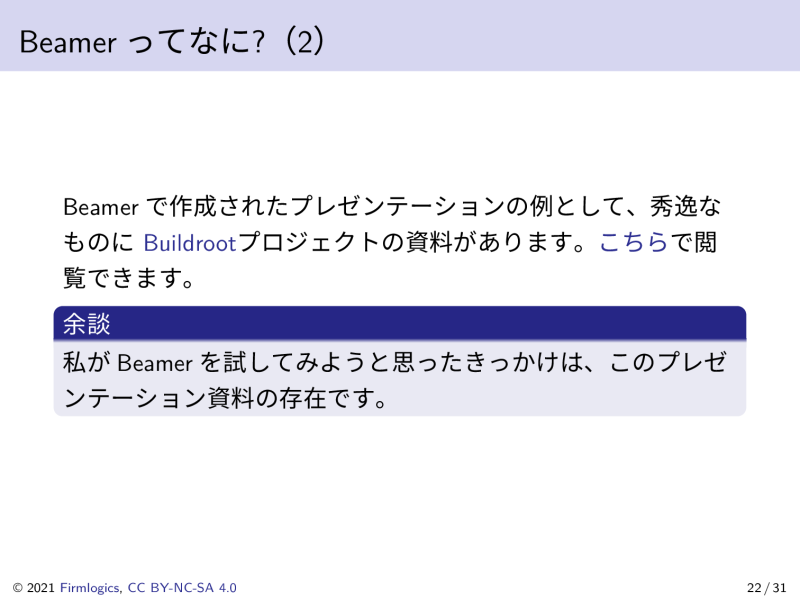 Beamer ってなに?（2）
Beamer で作成されたプレゼンテーションの例として、秀逸な
ものに Buildrootプロジェクトの資料があります。こちらで閲
覧できます。
余談
私が Beamer を試してみようと思ったきっかけは、このプレゼ
ンテーション資料の存在です。
© 2021 Firmlogics, CC BY-NC-SA 4.0
22 / 31